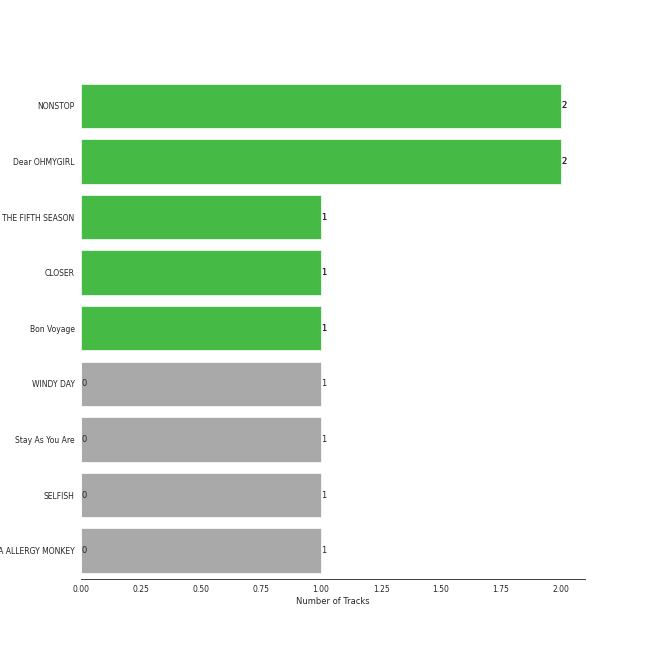 NONSTOP 2
Dear OHMYGIRL 2
THE FIFTH SEASON 1
CLOSER 1
Bon Voyage 1
WINDY DAY 0 1
Stay As You Are 0 1
SELFISH 0 1
A ALLERGY MONKEY 0 1
0.00 0.25 0.50 0.75 1.00 1.25 1.50 1.75 2.00
Number of Tracks